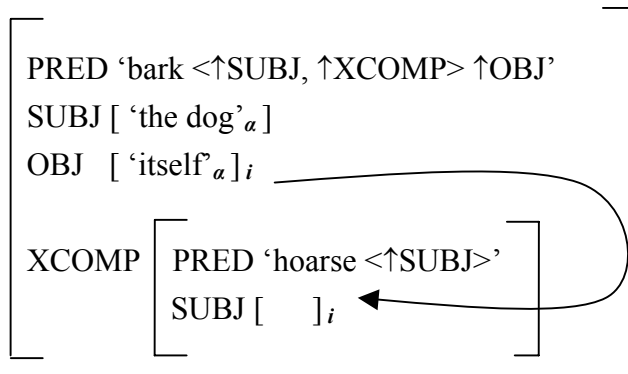 PRED ‘bark <↑SUBJ, ↑XCOMP> ↑OBJ’
SUBJ [ ‘the dog’α ]
OBJ [ ‘itself’α ] i
XCOMP PRED ‘hoarse <↑SUBJ>’
SUBJ [ ] i